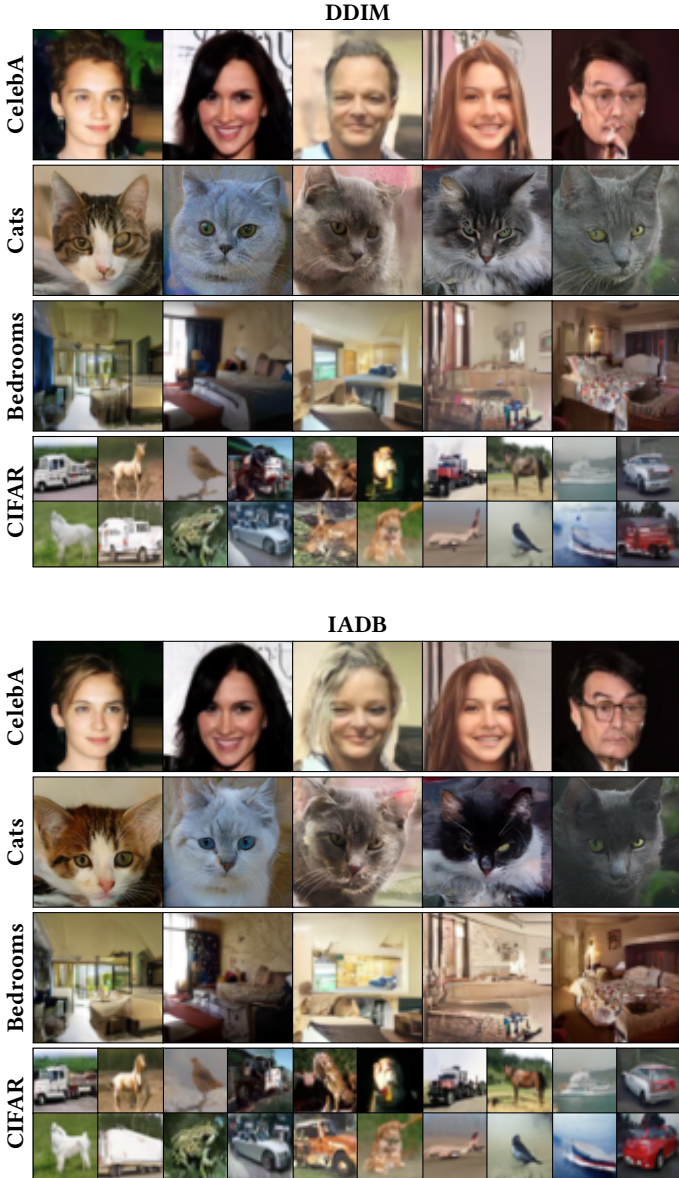 DDIM
CelebA
Cats
Bedrooms
CIFAR
IADB
CelebA
Cats
Bedrooms
CIFAR